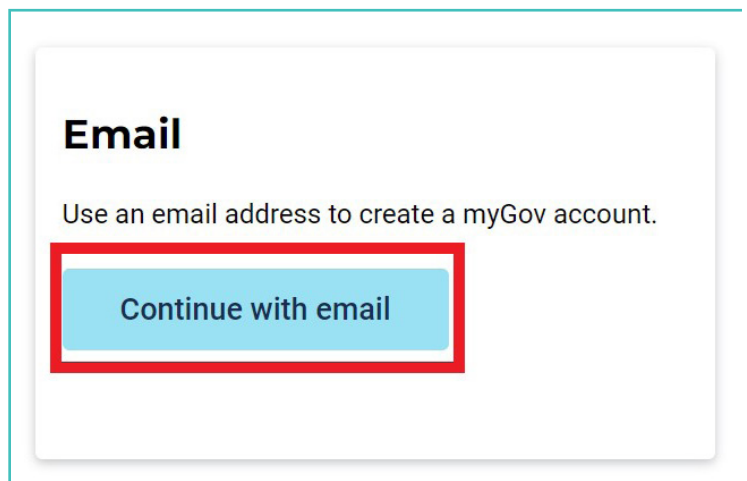 Email
Use an email address to create a myGov account.
Continue with email